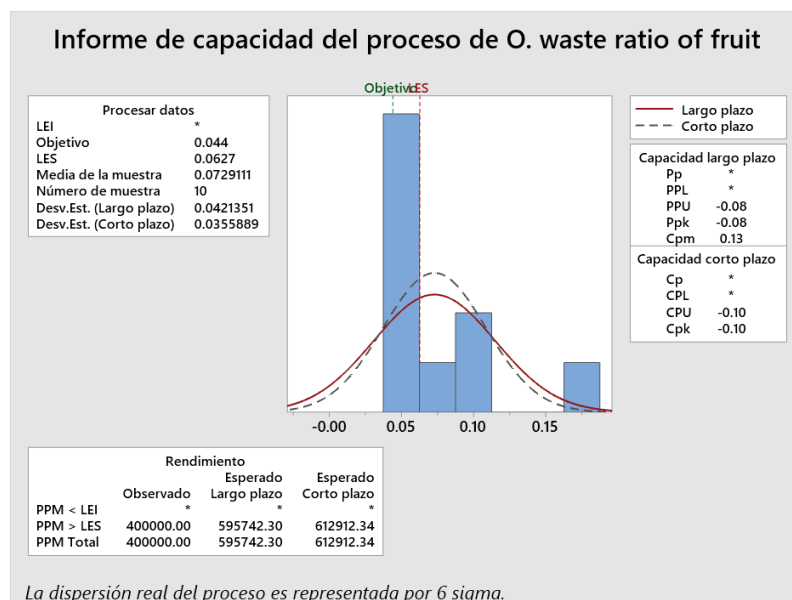 Informe de capacidad del proceso de O. waste ratio of fruit
Procesar datos
LEI *
Objetivo 0.044
LES 0.0627
Media de la muestra 0.0729111
Número de muestra 10
Desv.Est. (Largo plazo) 0.0421351
Desv.Est. (Corto plazo) 0.0355889
Objetivo LES
Largo plazo
Corto plazo
Capacidad largo plazo
Pp *
PPL *
PPU -0.08
Ppk -0.08
Cpm 0.13
Capacidad corto plazo
Cp *
CPL *
CPU -0.10
Cpk -0.10
-0.00 0.05 0.10 0.15
Rendimiento
Esperado Esperado
Observado Largo plazo Corto plazo
PPM < LEI * * *
PPM > LES 400000.00 595742.30 612912.34
PPM Total 400000.00 595742.30 612912.34
La dispersión real del proceso es representada por 6 sigma.